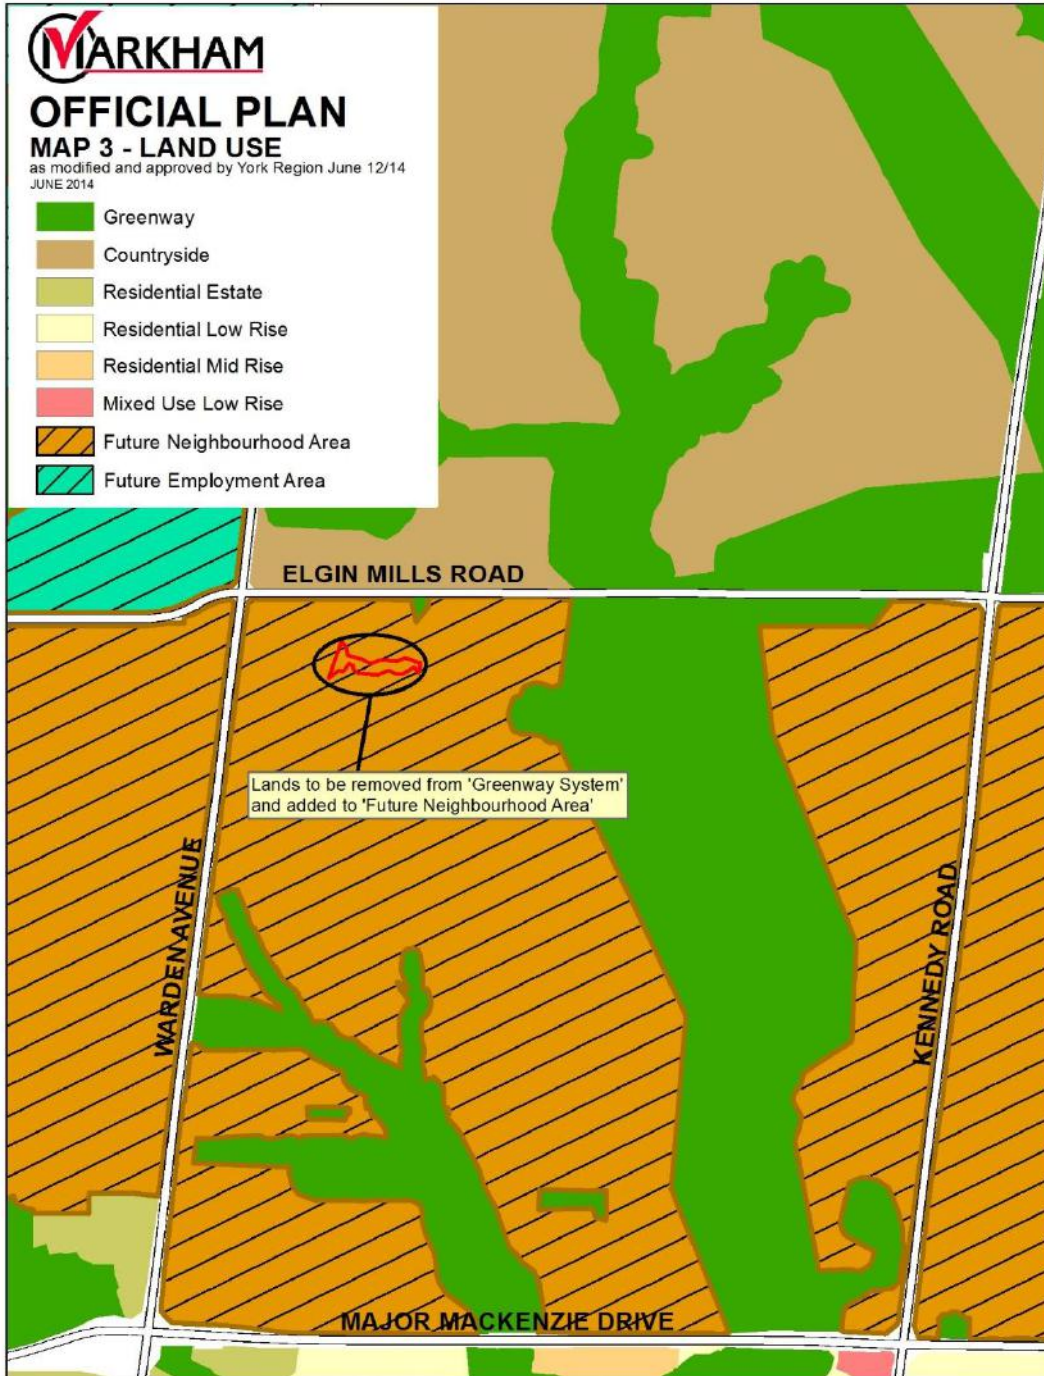 MARKHAM
OFFICIAL PLAN
MAP 3 - LAND USE
as modified and approved by York Region June 12/14
JUNE 2014
Greenway
Countryside
Residential Estate
Residential Low Rise
Residential Mid Rise
Mixed Use Low Rise
Future Neighbourhood Area
Future Employment Area
ELGIN MILLS ROAD
Lands to be removed from 'Greenway System'
and added to 'Future Neighbourhood Area'
WARDEN AVENUE
KENNEDY ROAD
MAJOR MACKENZIE DRIVE